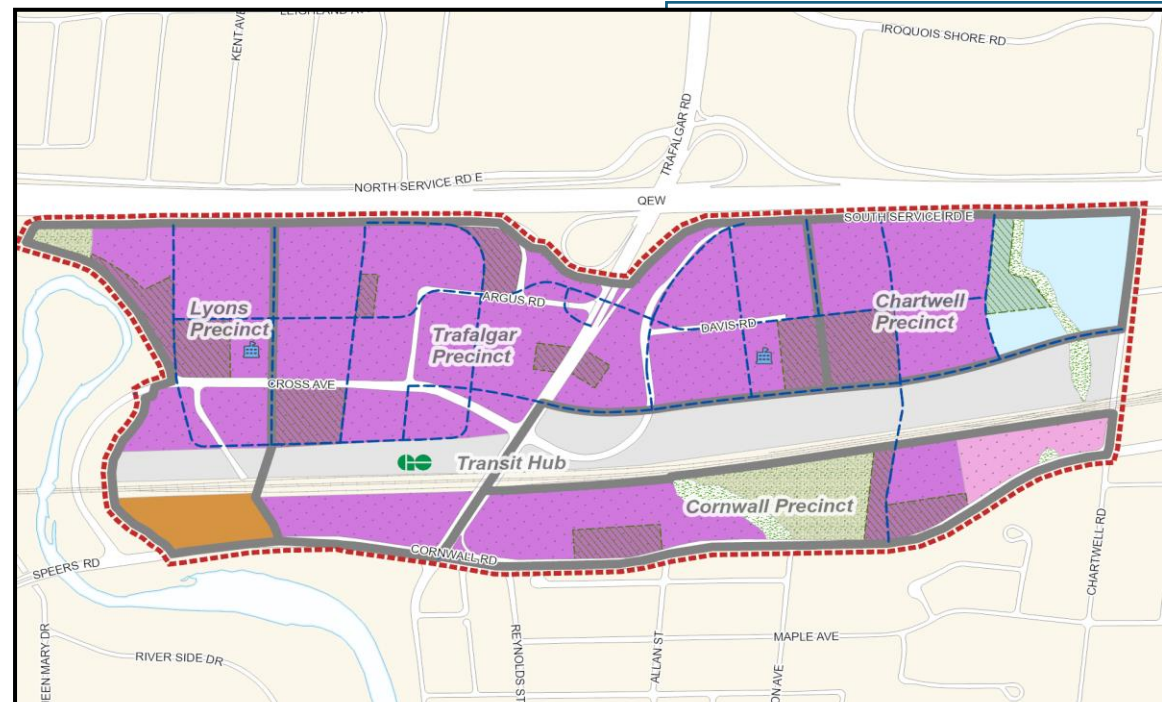 KENT AVE
IROQUOIS SHORE RD
TRAFALGAR RD
NORTH SERVICE RD E
QEW
SOUTH SERVICE RD E
Lyons
Precinct
ARGUS RD
Trafalgar
Precinct
DAVIS RD
Chartwell
Precinct
CROSS AVE
GO
Transit Hub
Cornwall Precinct
CORNWALL RD
SPEERS RD
CHARTWELL RD
RIVER SIDE DR
REYNOLDS ST
ALLAN ST
MAPLE AVE